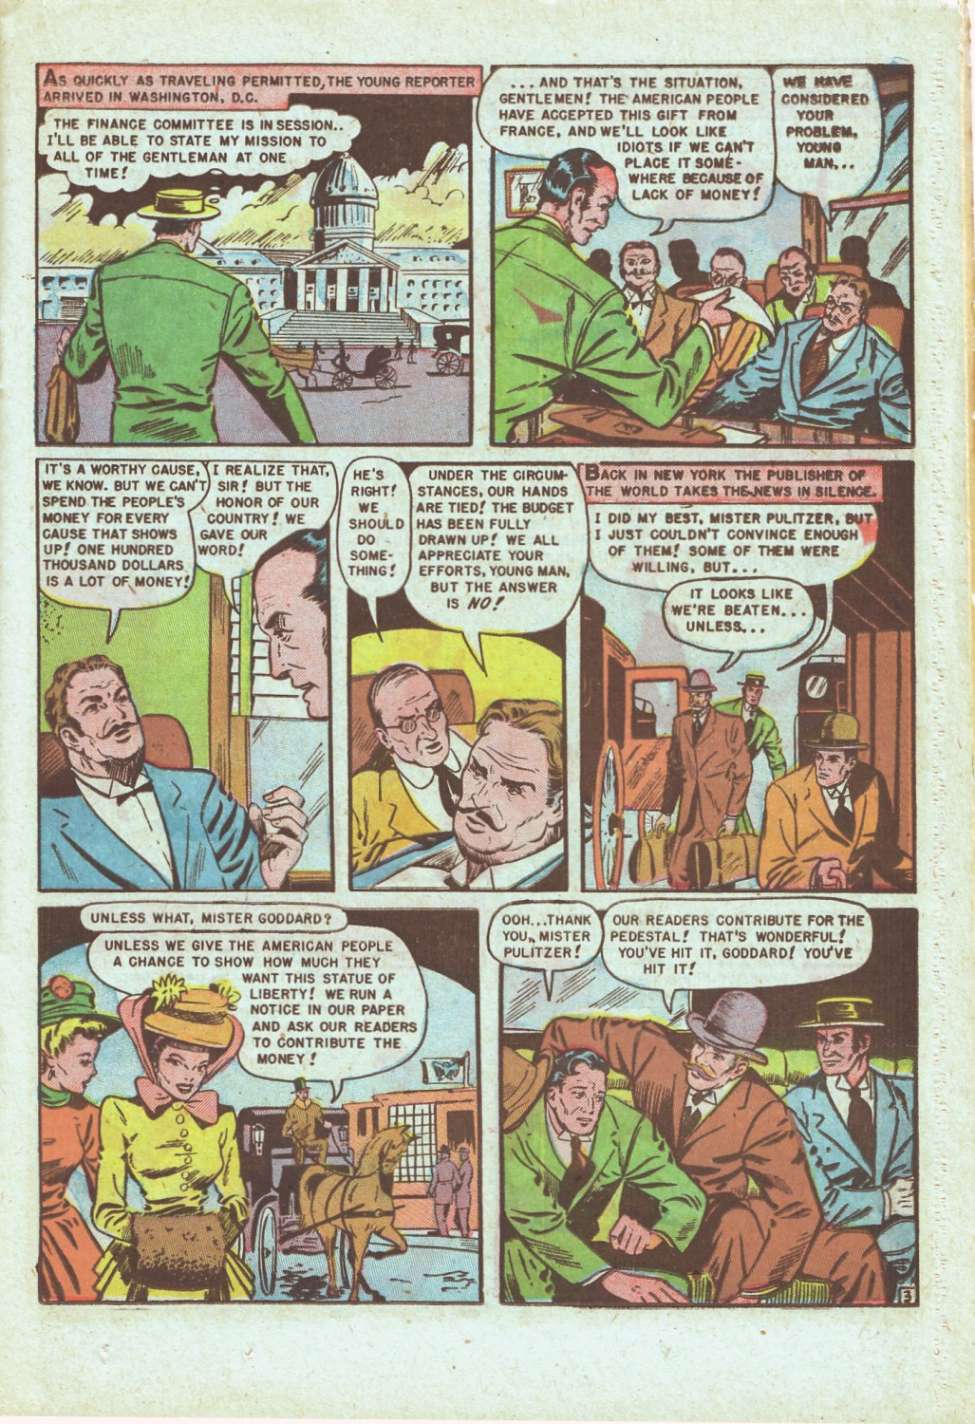 AS QUICKLY AS TRAVELING PERMITTED, THE YOUNG REPORTER
ARRIVED IN WASHINGTON, D.C.
THE FINANCE COMMITTEE IS IN SESSION..
I'LL BE ABLE TO STATE MY MISSION TO
ALL OF THE GENTLEMAN AT ONE
TIME!
...AND THAT'S THE SITUATION,
GENTLEMEN! THE AMERICAN PEOPLE
HAVE ACCEPTED THIS GIFT FROM
FRANCE, AND WE'LL LOOK LIKE
IDIOTS IF WE CAN'T
PLACE IT SOME-
WHERE BECAUSE OF
LACK OF MONEY!
WE HAVE
CONSIDERED
YOUR
PROBLEM,
YOUNG
MAN...
IT'S A WORTHY CAUSE,
WE KNOW. BUT WE CAN'T
SPEND THE PEOPLE'S
MONEY FOR EVERY
CAUSE THAT SHOWS
UP! ONE HUNDRED
THOUSAND DOLLARS
IS A LOT OF MONEY!
I REALIZE THAT,
SIR! BUT THE
HONOR OF OUR
COUNTRY! WE
GAVE OUR
WORD!
HE'S
RIGHT!
WE
SHOULD
DO
SOME-
THING!
UNDER THE CIRCUM-
STANCES, OUR HANDS
ARE TIED! THE BUDGET
HAS BEEN FULLY
DRAWN UP! WE ALL
APPRECIATE YOUR
EFFORTS, YOUNG MAN,
BUT THE ANSWER
IS NO!
BACK IN NEW YORK THE PUBLISHER OF
THE WORLD TAKES THE NEWS IN SILENCE.
I DID MY BEST, MISTER PULITZER, BUT
I JUST COULDN'T CONVINCE ENOUGH
OF THEM! SOME OF THEM WERE
WILLING, BUT...
IT LOOKS LIKE
WE'RE BEATEN...
UNLESS...
UNLESS WHAT, MISTER GODDARD?
UNLESS WE GIVE THE AMERICAN PEOPLE
A CHANCE TO SHOW HOW MUCH THEY
WANT THIS STATUE OF
LIBERTY! WE RUN A
NOTICE IN OUR PAPER
AND ASK OUR READERS
TO CONTRIBUTE THE
MONEY!
OOH...THANK
YOU, MISTER
PULITZER!
OUR READERS CONTRIBUTE FOR THE
PEDESTAL! THAT'S WONDERFUL!
YOU'VE HIT IT, GODDARD! YOU'VE
HIT IT!
3